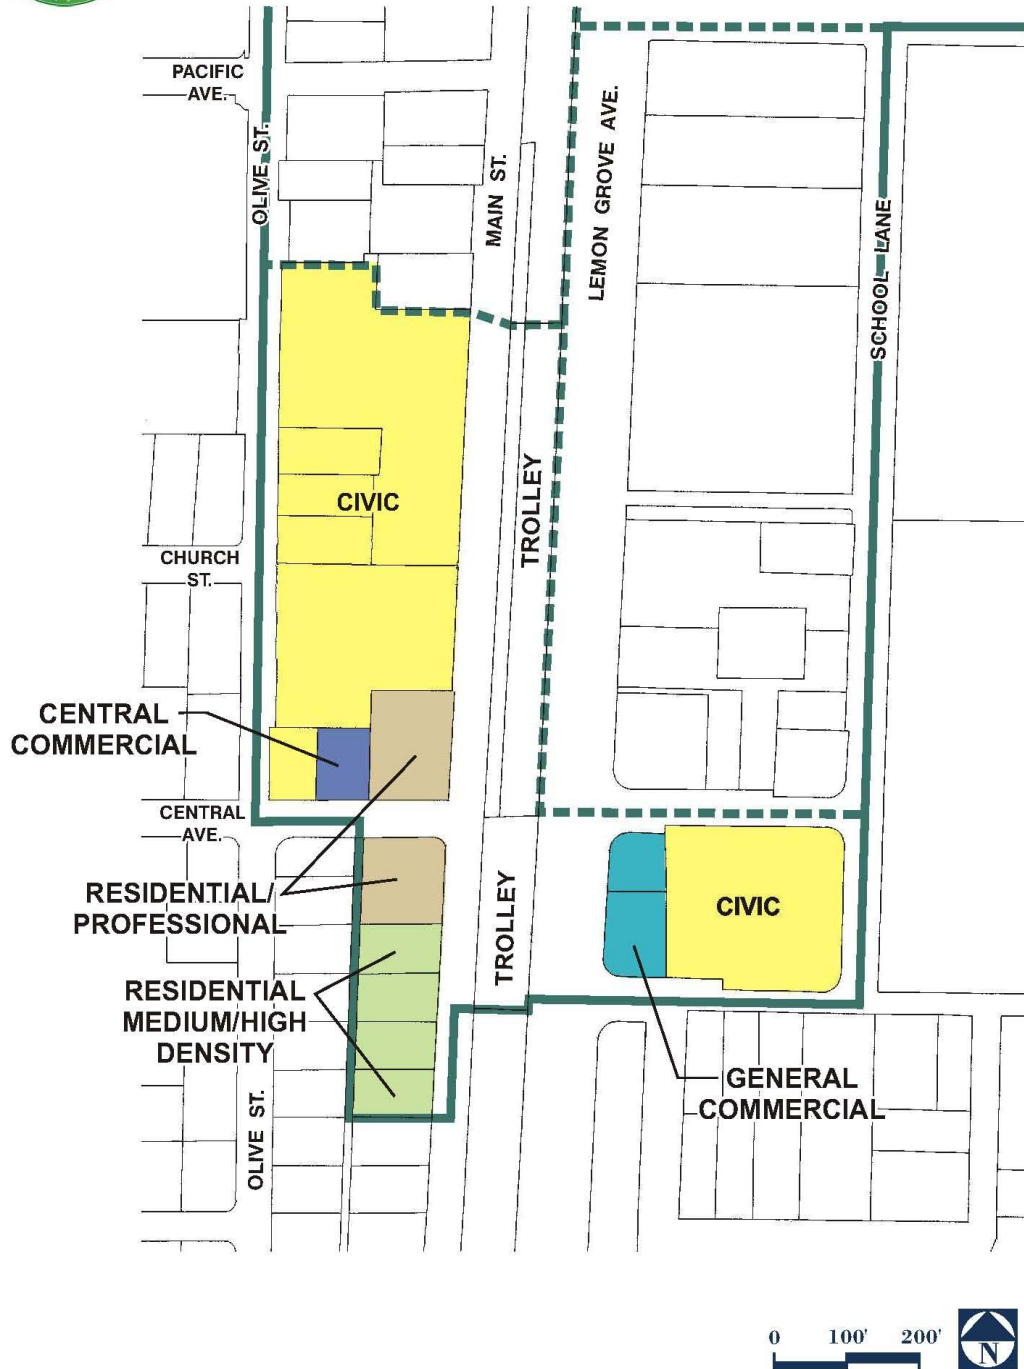 PACIFIC
AVE.
OLIVE ST.
MAIN ST.
LEMON GROVE AVE.
SCHOOL LANE
TROLLEY
CIVIC
CHURCH
ST.
CENTRAL
COMMERCIAL
CENTRAL
AVE.
RESIDENTIAL/
PROFESSIONAL
TROLLEY
CIVIC
RESIDENTIAL
MEDIUM/HIGH
DENSITY
GENERAL
COMMERCIAL
OLIVE ST.
0 100' 200'
N